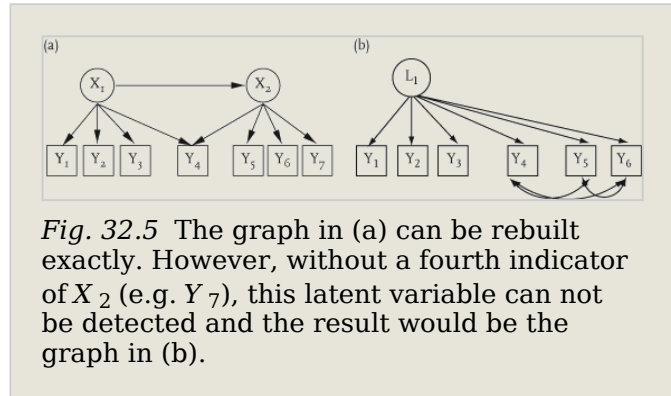 (a) (b)
X₁ X₂ L₁
Y₁ Y₂ Y₃ Y₄ Y₅ Y₆ Y₇ Y₁ Y₂ Y₃ Y₄ Y₅ Y₆
Fig. 32.5 The graph in (a) can be rebuilt
exactly. However, without a fourth indicator
of X 2 (e.g. Y 7), this latent variable can not
be detected and the result would be the
graph in (b).